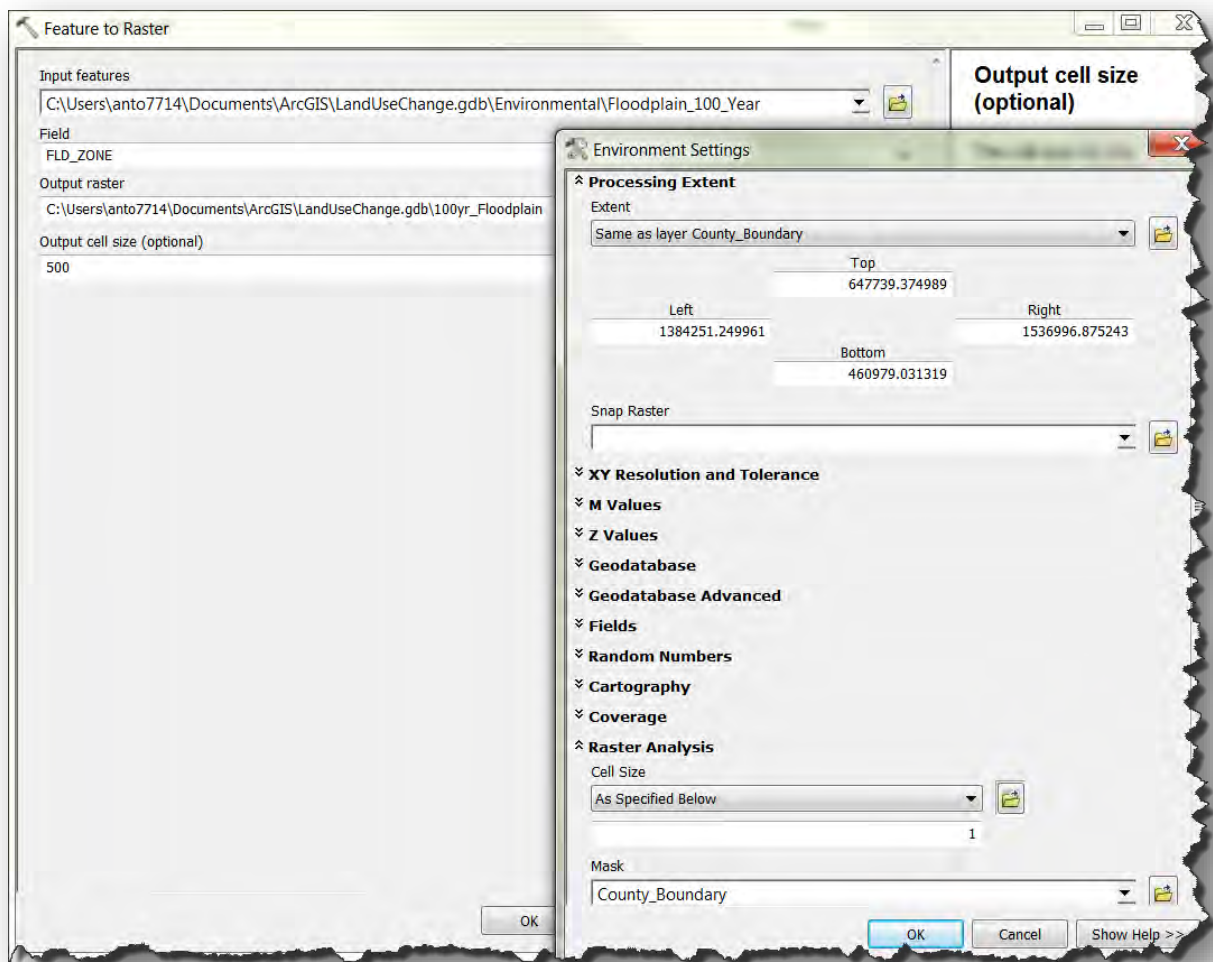 Feature to Raster
Input features
C:\Users\anto7714\Documents\ArcGIS\LandUseChange.gdb\Environmental\Floodplain_100_Year
Field
FLD_ZONE
Output raster
C:\Users\anto7714\Documents\ArcGIS\LandUseChange.gdb\100yr_Floodplain
Output cell size (optional)
500
OK
Output cell size
(optional)
Environment Settings
Processing Extent
Extent
Same as layer County_Boundary
Top
647739.374989
Left
Right
1384251.249961
1536996.875243
Bottom
460979.031319
Snap Raster
XY Resolution and Tolerance
M Values
Z Values
Geodatabase
Geodatabase Advanced
Fields
Random Numbers
Cartography
Coverage
Raster Analysis
Cell Size
As Specified Below
1
Mask
County_Boundary
OK
Cancel
Show Help >>